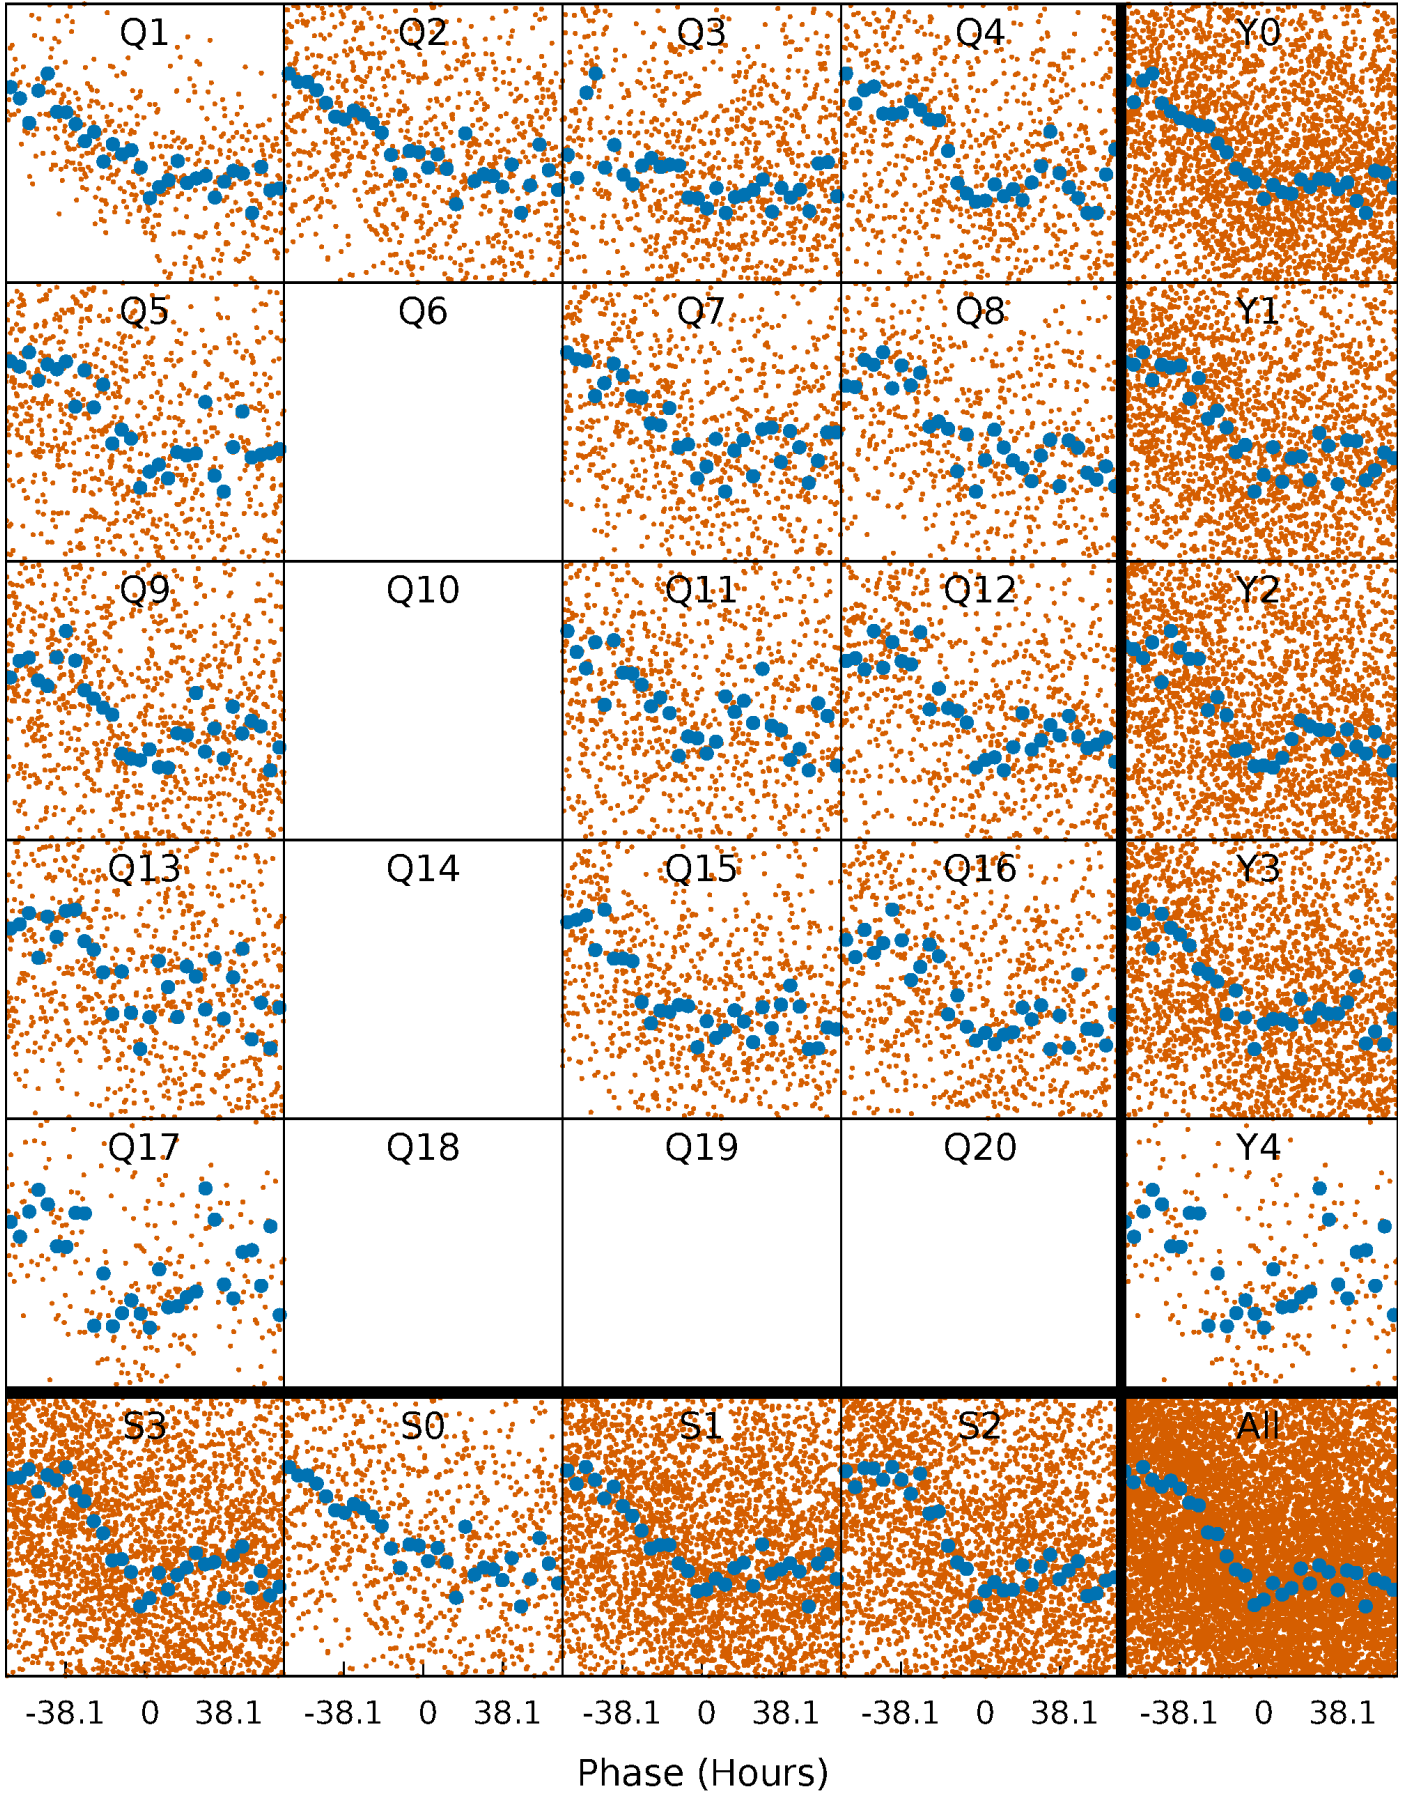 Q1 Q2 Q3 Q4 Y0
Q5 Q6 Q7 Q8 Y1
Q9 Q10 Q11 Q12 Y2
Q13 Q14 Q15 Q16 Y3
Q17 Q18 Q19 Q20 Y4
S3 S0 S1 S2 All
-38.1 0 38.1 -38.1 0 38.1 -38.1 0 38.1 -38.1 0 38.1 -38.1 0 38.1
Phase (Hours)